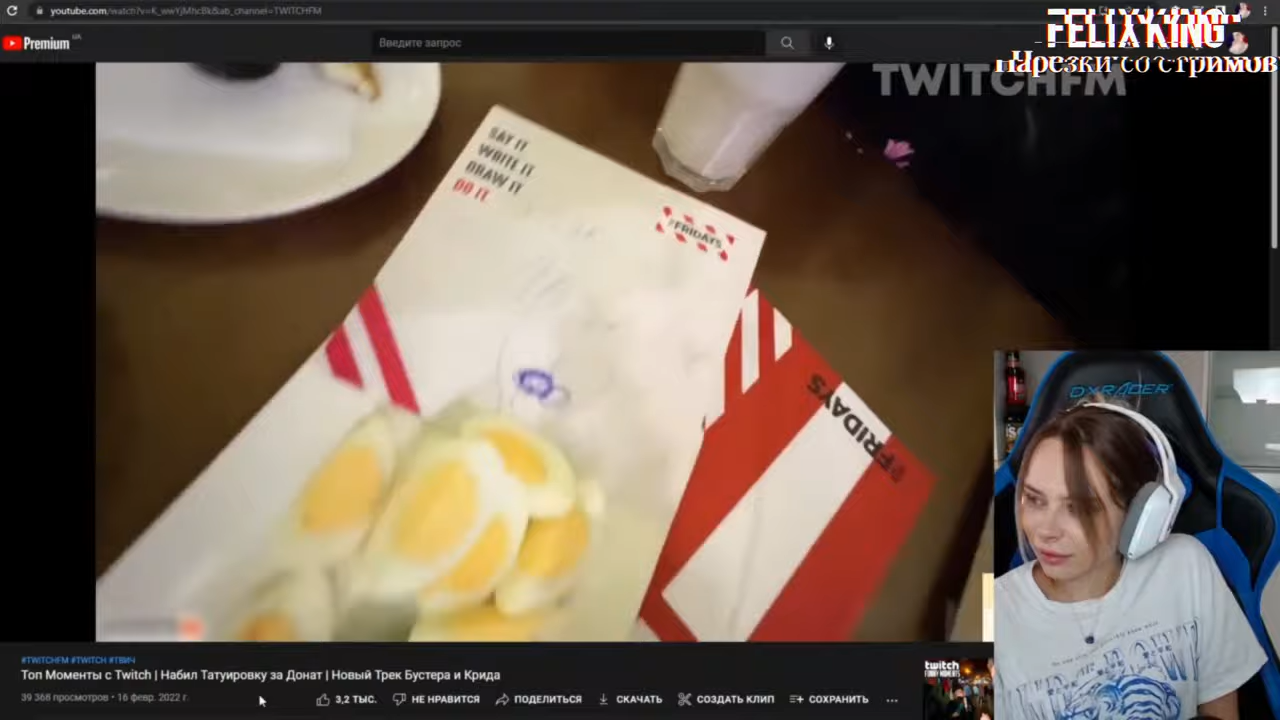 youtube.com/watch?v=K_wwYjMhcBk&ab_channel=TWITCHFM
FELIXKING
Premium
UA
Введите запрос
Нарезки со стримов
TWITCHFM
SAY IT
WRITE IT
DRAW IT
DO IT
#FRIDAYS
#FRIDAYS
DXRACER
#TWITCHFM #TWITCH #ТВИЧ
Топ Моменты с Twitch | Набил Татуировку за Донат | Новый Трек Бустера и Крида
39 368 просмотров • 16 февр. 2022 г.
3,2 ТЫС.
НЕ НРАВИТСЯ
ПОДЕЛИТЬСЯ
СКАЧАТЬ
СОЗДАТЬ КЛИП
СОХРАНИТЬ
twitch